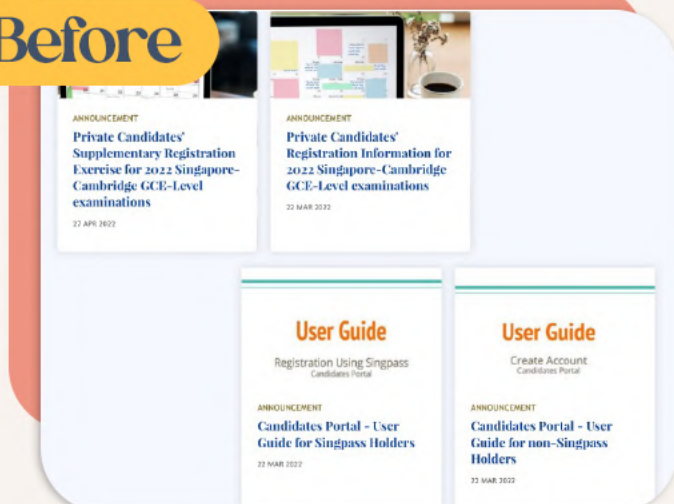 Before
ANNOUNCEMENT
Private Candidates'
Supplementary Registration
Exercise for 2022 Singapore-
Cambridge GCE-Level
examinations
27 APR 2022
ANNOUNCEMENT
Private Candidates'
Registration Information for
2022 Singapore-Cambridge
GCE-Level examinations
22 MAR 2022
User Guide
Registration Using Singpass
Candidates Portal
ANNOUNCEMENT
Candidates Portal - User
Guide for Singpass Holders
22 MAR 2022
User Guide
Create Account
Candidates Portal
ANNOUNCEMENT
Candidates Portal - User
Guide for non-Singpass
Holders
22 MAR 2022